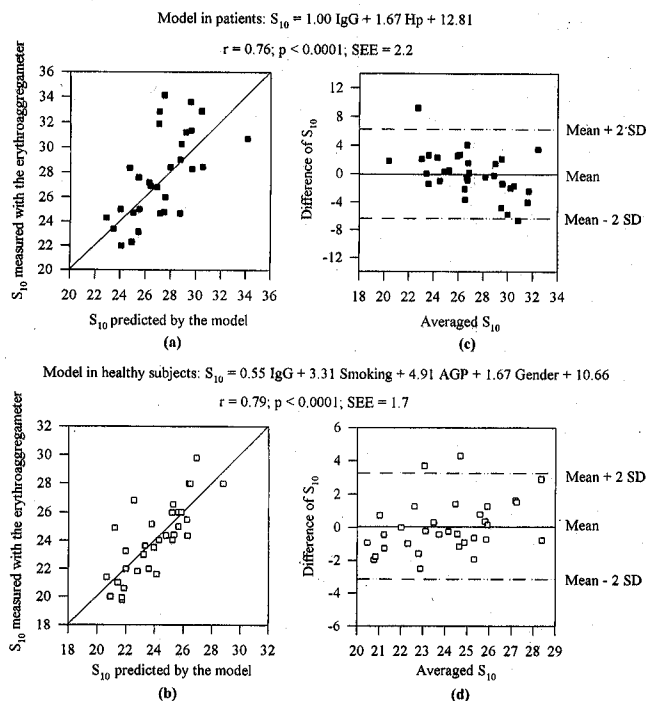 Model in patients: S10 = 1.00 IgG + 1.67 Hp + 12.81
r = 0.76; p < 0.0001; SEE = 2.2
S10 measured with the erythroaggregameter
36
34
32
30
28
26
24
22
20
20 22 24 26 28 30 32 34 36
S10 predicted by the model
(a)
Difference of S10
12
8
4
0
-4
-8
-12
Mean + 2 SD
Mean
Mean - 2 SD
20 22 24 26 28 30 32 34
Averaged S10
(c)
Model in healthy subjects: S10 = 0.55 IgG + 3.31 Smoking + 4.91 AGP + 1.67 Gender + 10.66
r = 0.79; p < 0.0001; SEE = 1.7
S10 measured with the erythroaggregameter
32
30
28
26
24
22
20
18
18 20 22 24 26 28 30 32
S10 predicted by the model
(b)
Difference of S10
6
4
2
0
-2
-4
-6
Mean + 2 SD
Mean
Mean - 2 SD
20 21 22 23 24 25 26 27 28 29
Averaged S10
(d)